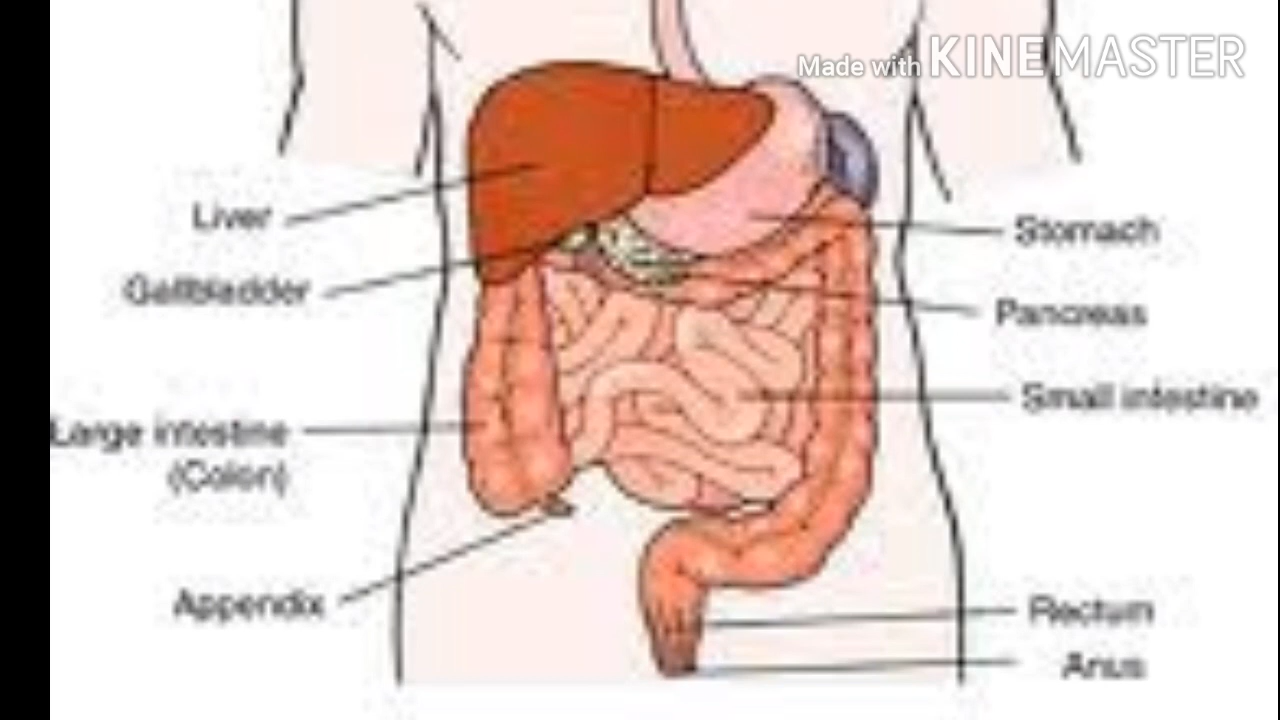 Made with KINEMASTER
Liver
Stomach
Gallbladder
Pancreas
Small intestine
Large intestine
(Colon)
Appendix
Rectum
Anus